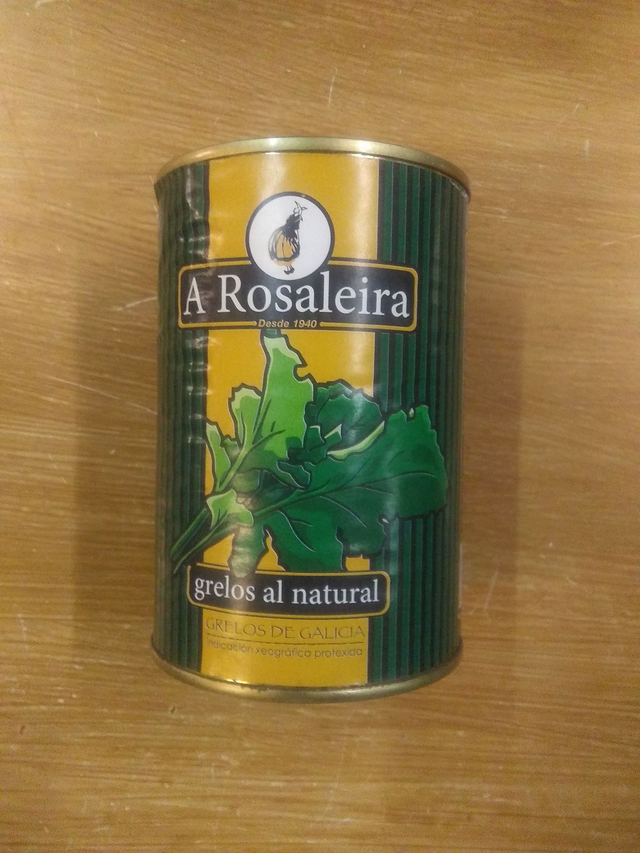 A Rosaleira
Desde 1940
grelos al natural
GRELOS DE GALICIA
indicación xeográfica protexida